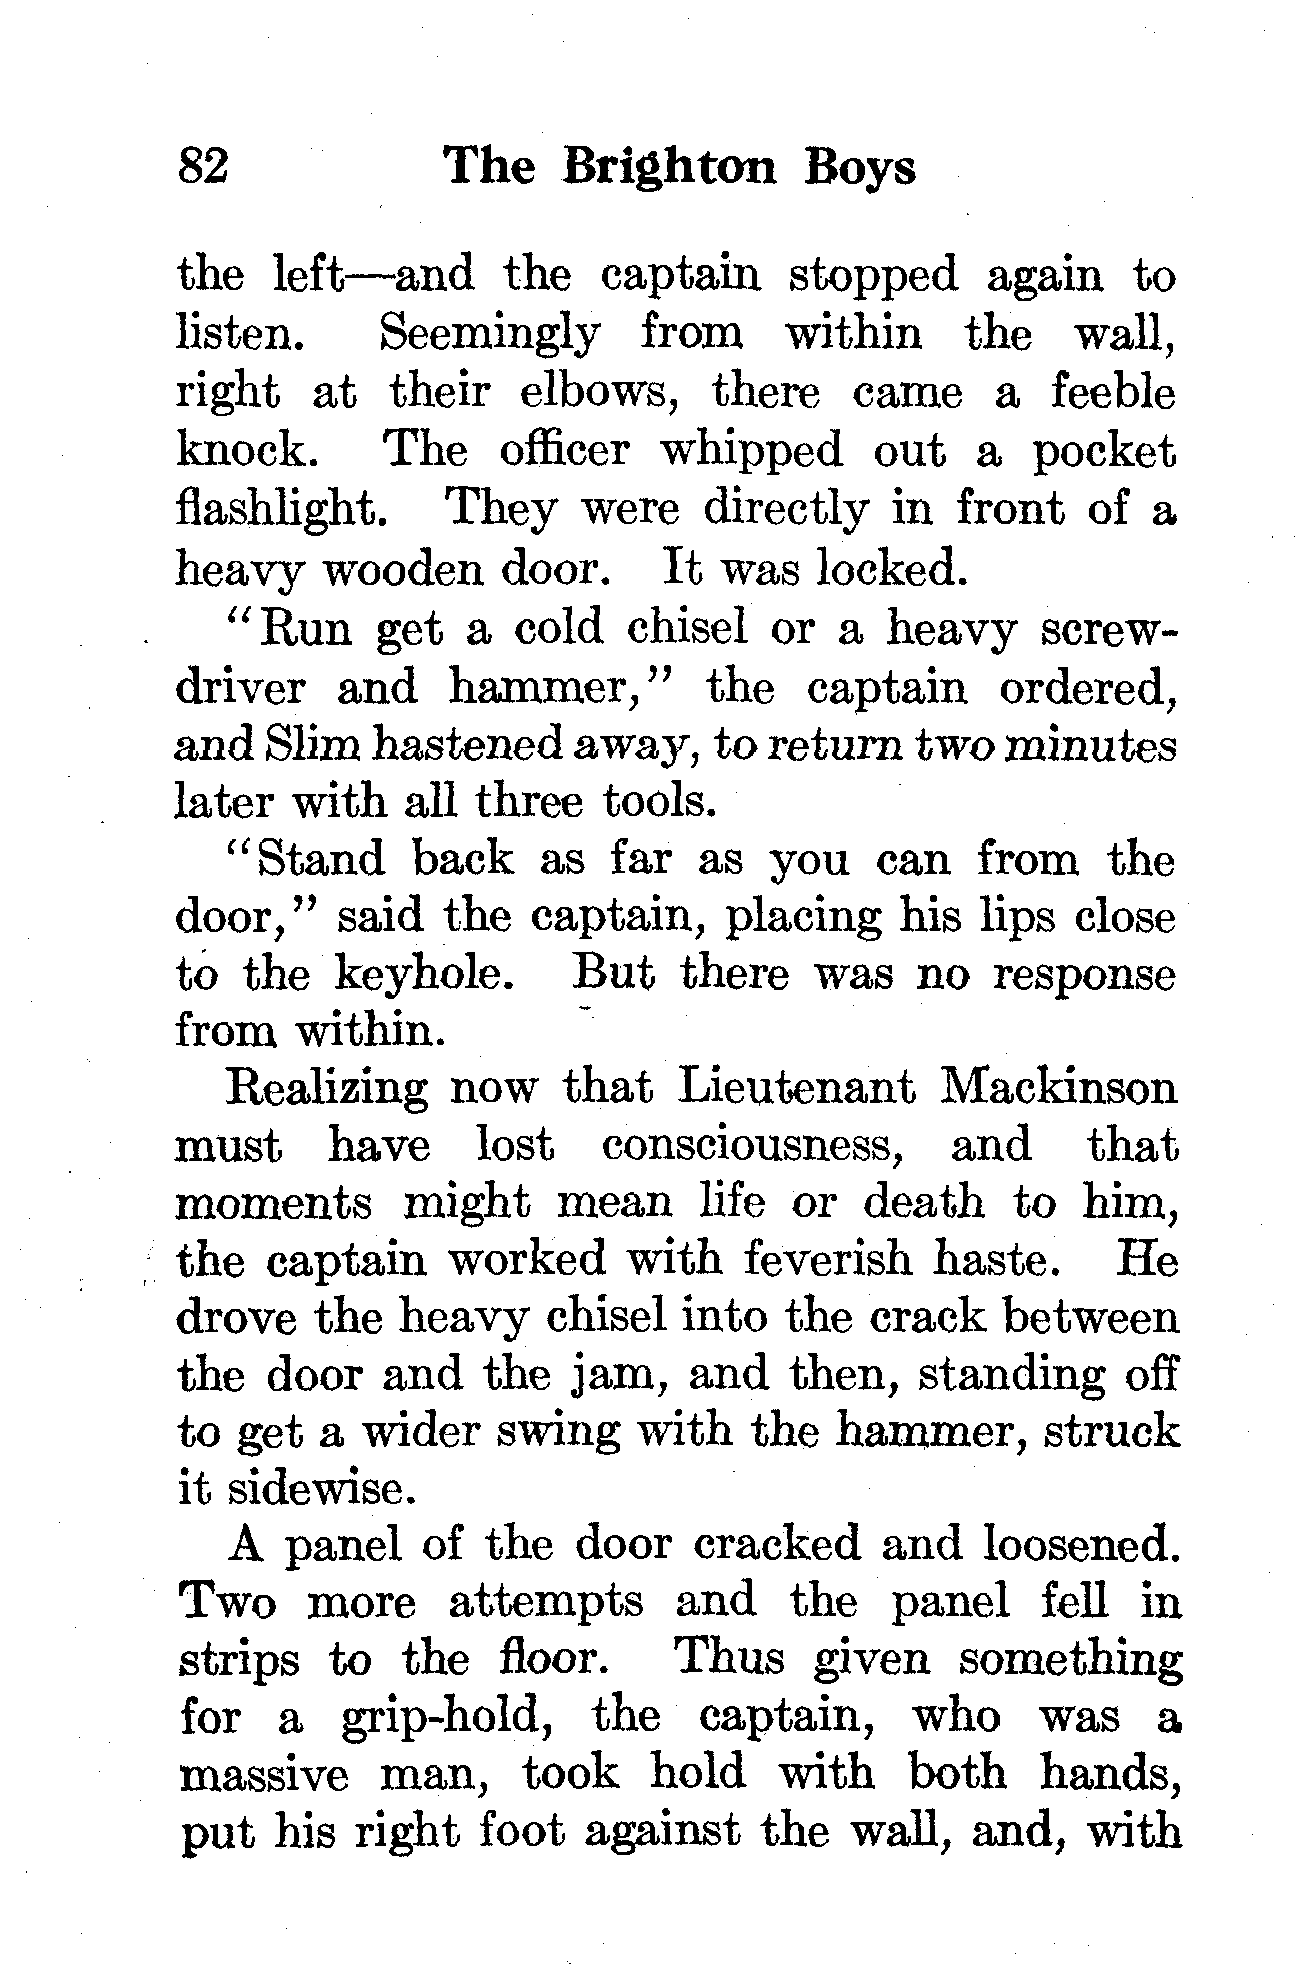 82 The Brighton Boys
the left—and the captain stopped again to
listen. Seemingly from within the wall,
right at their elbows, there came a feeble
knock. The officer whipped out a pocket
flashlight. They were directly in front of a
heavy wooden door. It was locked.
"Run get a cold chisel or a heavy screw-
driver and hammer," the captain ordered,
and Slim hastened away, to return two minutes
later with all three tools.
"Stand back as far as you can from the
door," said the captain, placing his lips close
to the keyhole. But there was no response
from within.
Realizing now that Lieutenant Mackinson
must have lost consciousness, and that
moments might mean life or death to him,
the captain worked with feverish haste. He
drove the heavy chisel into the crack between
the door and the jam, and then, standing off
to get a wider swing with the hammer, struck
it sidewise.
A panel of the door cracked and loosened.
Two more attempts and the panel fell in
strips to the floor. Thus given something
for a grip-hold, the captain, who was a
massive man, took hold with both hands,
put his right foot against the wall, and, with